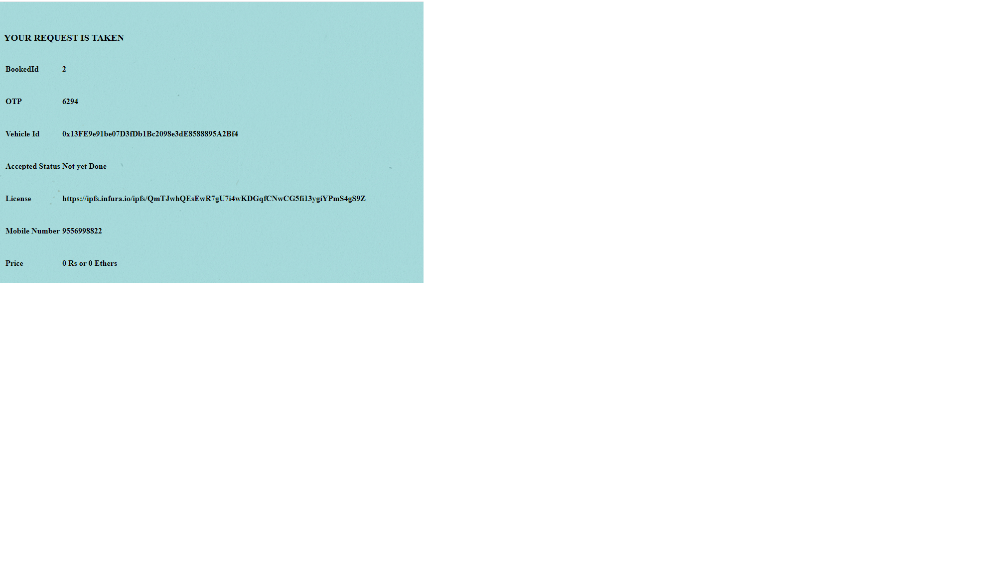 YOUR REQUEST IS TAKEN
BookedId 2
OTP 6294
Vehicle Id 0x13FE9e91be07D3fDb1Bc2098e3dE8588895A2Bf4
Accepted Status Not yet Done
License https://ipfs.infura.io/ipfs/QmTJwhQEsEwR7gU7i4wKDGqfCNwCG5fi13ygiYPmS4gS9Z
Mobile Number 9556998822
Price 0 Rs or 0 Ethers